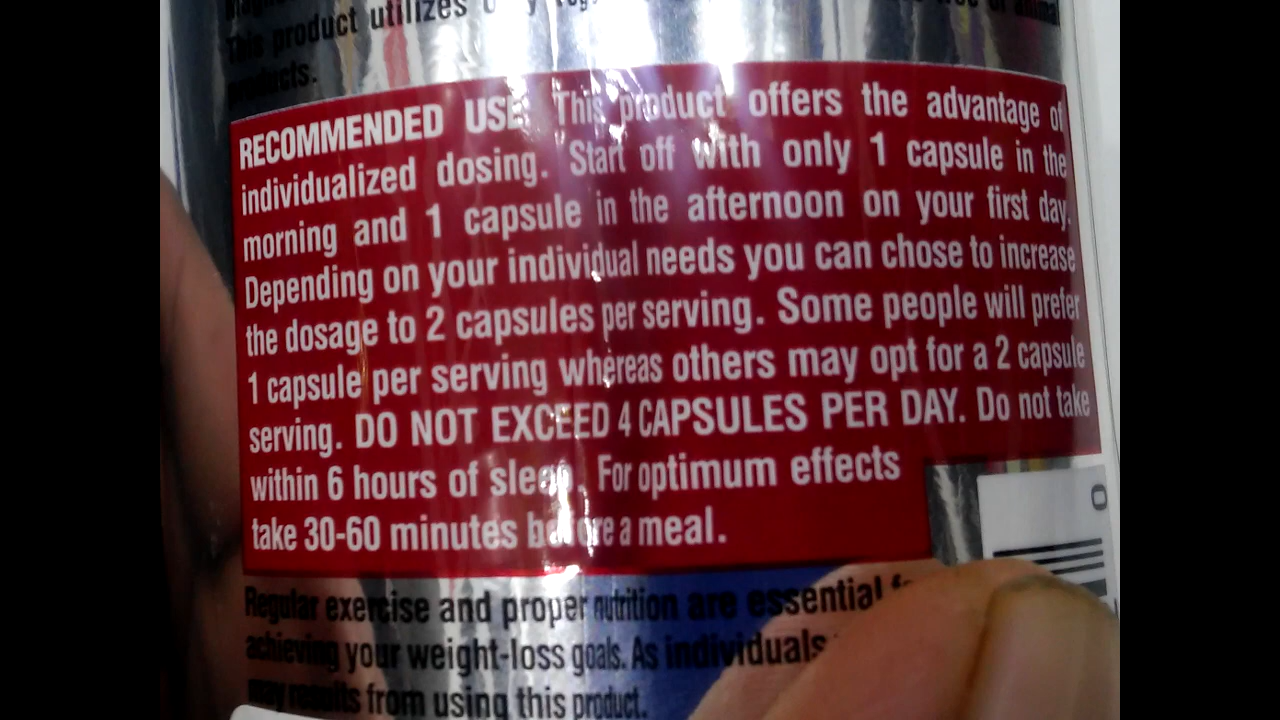 This product utilizes
products.
RECOMMENDED USE: This product offers the advantage of
individualized dosing. Start off with only 1 capsule in the
morning and 1 capsule in the afternoon on your first day.
Depending on your individual needs you can chose to increase
the dosage to 2 capsules per serving. Some people will prefer
1 capsule per serving whereas others may opt for a 2 capsule
serving. DO NOT EXCEED 4 CAPSULES PER DAY. Do not take
within 6 hours of sleep. For optimum effects
take 30-60 minutes before a meal.
0
Regular exercise and proper nutrition are essential
achieving your weight-loss goals. As individuals
may results from using this product.